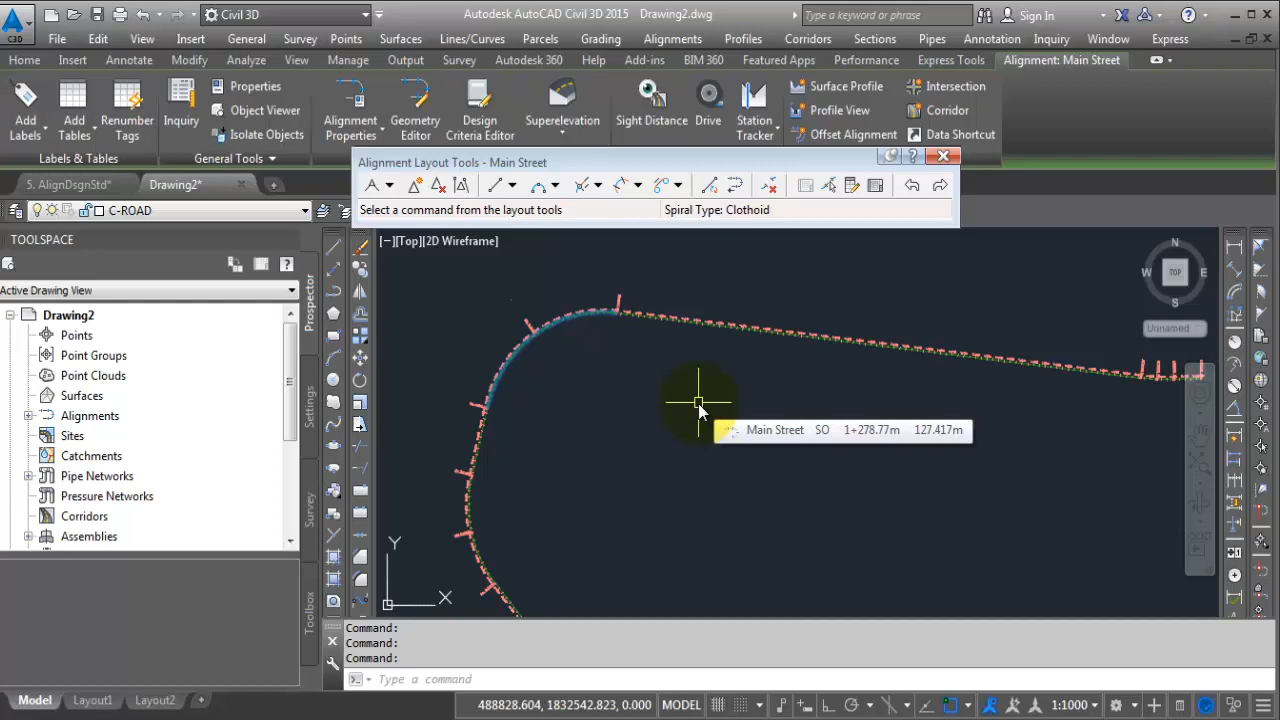 Civil 3D
Autodesk AutoCAD Civil 3D 2015 Drawing2.dwg
Type a keyword or phrase
Sign In
C3D
File Edit View Insert General Survey Points Surfaces Lines/Curves Parcels Grading Alignments Profiles Corridors Sections Pipes Annotation Inquiry Window Express
Home Insert Annotate Modify Analyze View Manage Output Survey Autodesk 360 Help Add-ins BIM 360 Featured Apps Performance Express Tools Alignment: Main Street
Add Labels
Add Tables
Renumber Tags
Inquiry
Properties
Object Viewer
Isolate Objects
Alignment Properties
Geometry Editor
Design Criteria Editor
Superelevation
Sight Distance
Drive
Station Tracker
Surface Profile
Profile View
Offset Alignment
Intersection
Corridor
Data Shortcut
Labels & Tables
General Tools
Alignment Layout Tools - Main Street
Select a command from the layout tools
Spiral Type: Clothoid
5. AlignDsgnStd*
Drawing2*
C-ROAD
TOOLSPACE
Active Drawing View
Drawing2
Points
Point Groups
Point Clouds
Surfaces
Alignments
Sites
Catchments
Pipe Networks
Pressure Networks
Corridors
Assemblies
Prospector
Settings
Survey
Toolbox
[−][Top][2D Wireframe]
N
W TOP E
S
Unnamed
Main Street SO 1+278.77m 127.417m
Y
X
Command:
Command:
Command:
Type a command
Model Layout1 Layout2 +
488828.604, 1832542.823, 0.000 MODEL
1:1000